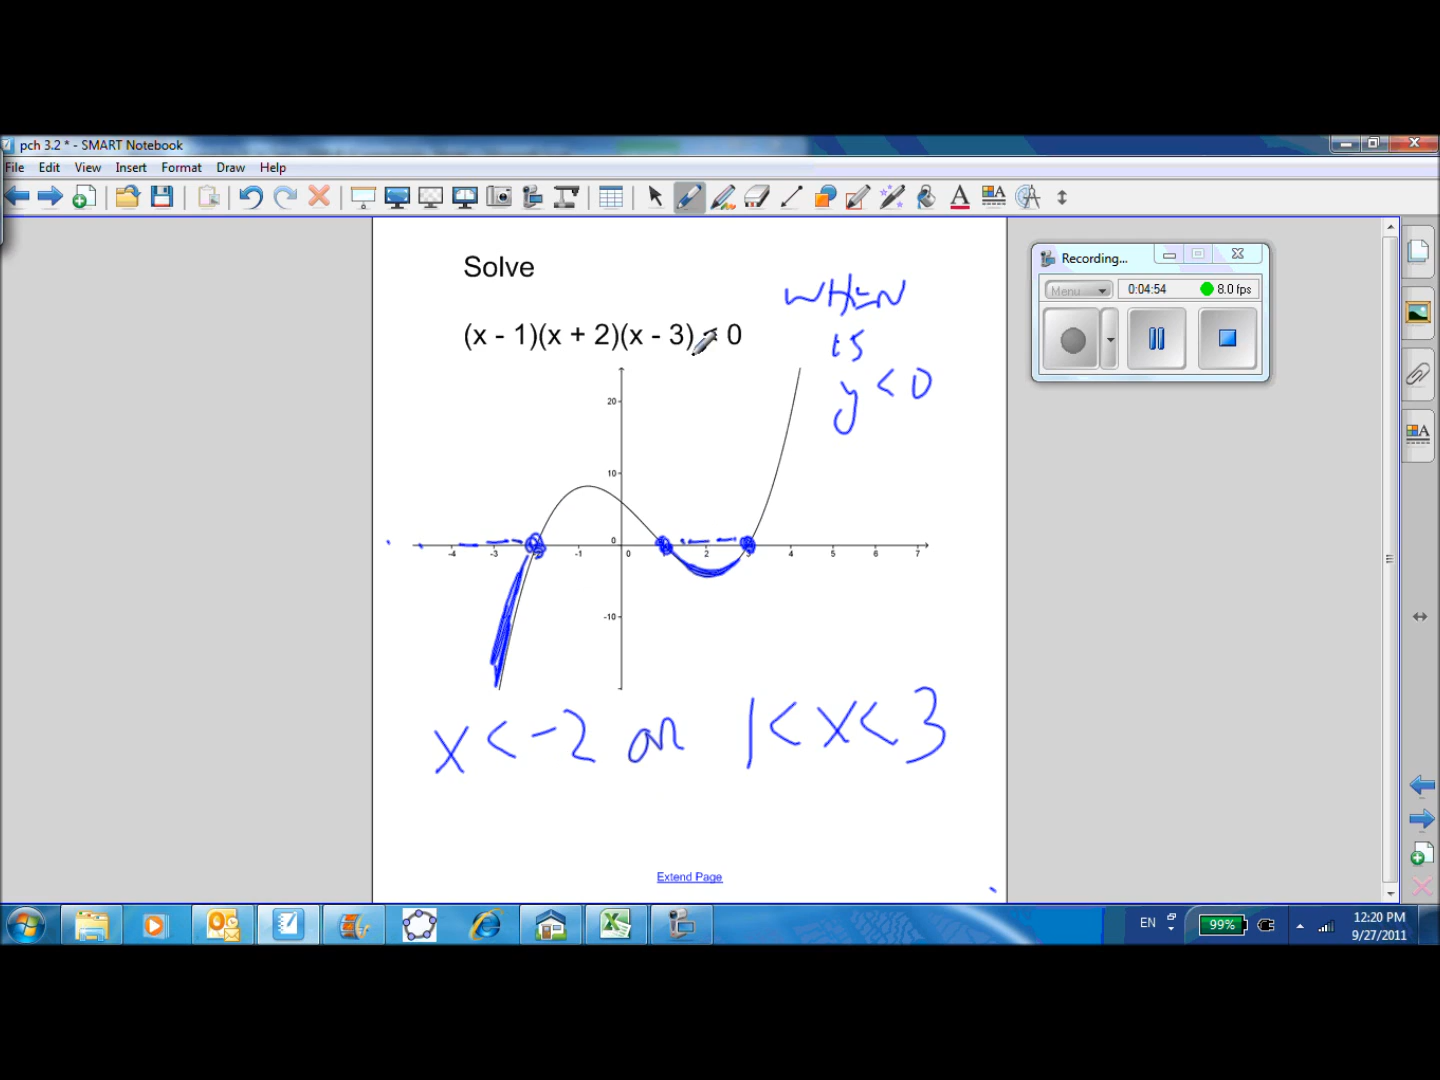 pch 3.2 * - SMART Notebook
File Edit View Insert Format Draw Help
Solve
(x - 1)(x + 2)(x - 3) < 0
WHEN
is
y < 0
Recording...
Menu
0:04:54
8.0 fps
20
10
0
-10
-4 -3 -1 0 2 3 4 5 6 7
x < -2 or 1 < x < 3
Extend Page
EN
99%
12:20 PM
9/27/2011